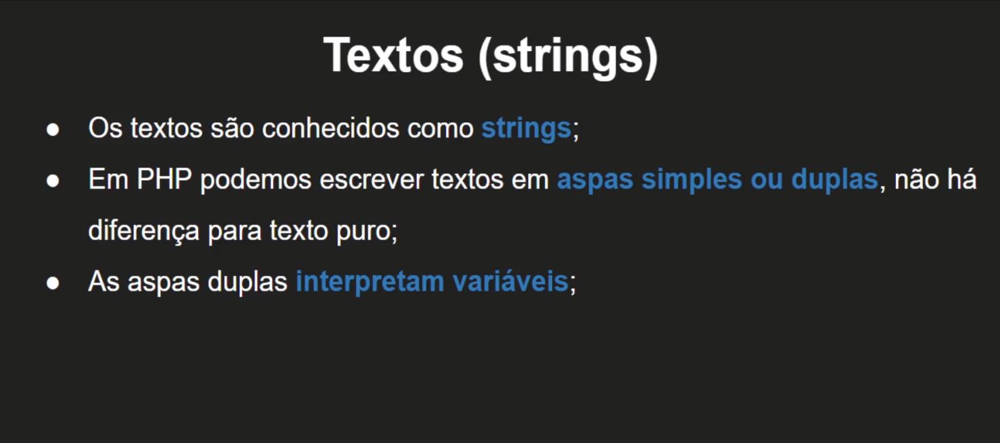 Textos (strings)
● Os textos são conhecidos como strings;
● Em PHP podemos escrever textos em aspas simples ou duplas, não há
diferença para texto puro;
● As aspas duplas interpretam variáveis;